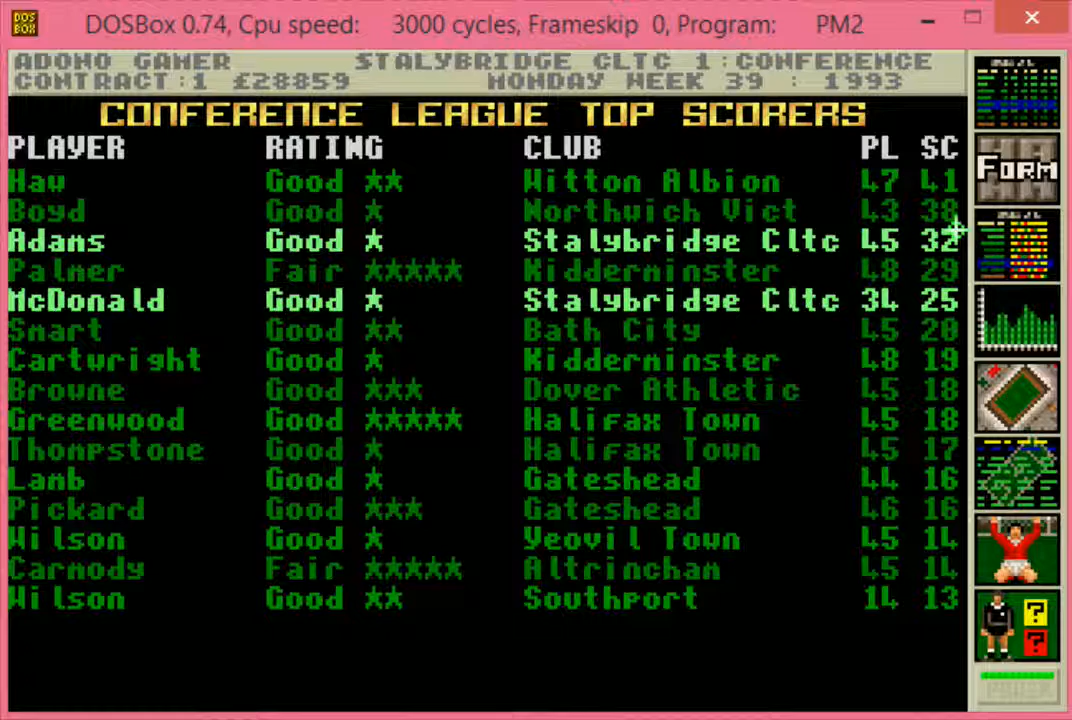 DOS BOX DOSBox 0.74, Cpu speed: 3000 cycles, Frameskip 0, Program: PM2
ADOMO GAMER STALYBRIDGE CLTC 1:CONFERENCE
CONTRACT:1 £28859 MONDAY WEEK 39 : 1993
CONFERENCE LEAGUE TOP SCORERS
PLAYER RATING CLUB PL SC
Haw Good ★★ Witton Albion 47 41
Boyd Good ★ Northwich Vict 43 38
Adams Good ★ Stalybridge Cltc 45 32
Palmer Fair ★★★★★ Kidderminster 48 29
McDonald Good ★ Stalybridge Cltc 34 25
Smart Good ★★ Bath City 45 20
Cartwright Good ★ Kidderminster 48 19
Browne Good ★★★ Dover Athletic 45 18
Greenwood Good ★★★★★ Halifax Town 45 18
Thompstone Good ★ Halifax Town 45 17
Lamb Good ★ Gateshead 44 16
Pickard Good ★★★ Gateshead 46 16
Wilson Good ★ Yeovil Town 45 14
Carmody Fair ★★★★★ Altrincham 45 14
Wilson Good ★★ Southport 14 13
FORM
? ?